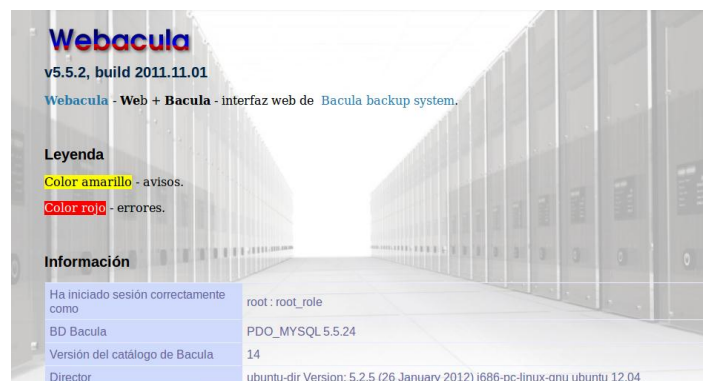 Webacula
v5.5.2, build 2011.11.01
Webacula - Web + Bacula - interfaz web de Bacula backup system.
Leyenda
Color amarillo - avisos.
Color rojo - errores.
Información
Ha iniciado sesión correctamente como root : root_role
BD Bacula PDO_MYSQL 5.5.24
Versión del catálogo de Bacula 14
Director ubuntu-dir Version: 5.2.5 (26 January 2012) i686-pc-linux-gnu ubuntu 12.04